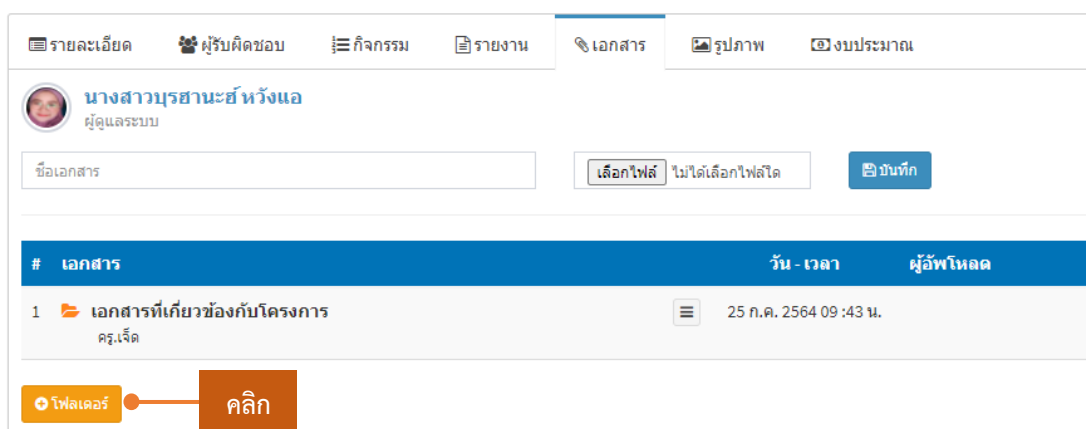 รายละเอียด ผู้รับผิดชอบ กิจกรรม รายงาน เอกสาร รูปภาพ งบประมาณ
นางสาวบุรฮานะฮ์ หวังแอ
ผู้ดูแลระบบ
ชื่อเอกสาร เลือกไฟล์ ไม่ได้เลือกไฟล์ใด บันทึก
# เอกสาร วัน - เวลา ผู้อัพโหลด
1 เอกสารที่เกี่ยวข้องกับโครงการ 25 ก.ค. 2564 09 :43 น.
ครู.เจ็ด
โฟลเดอร์ คลิก